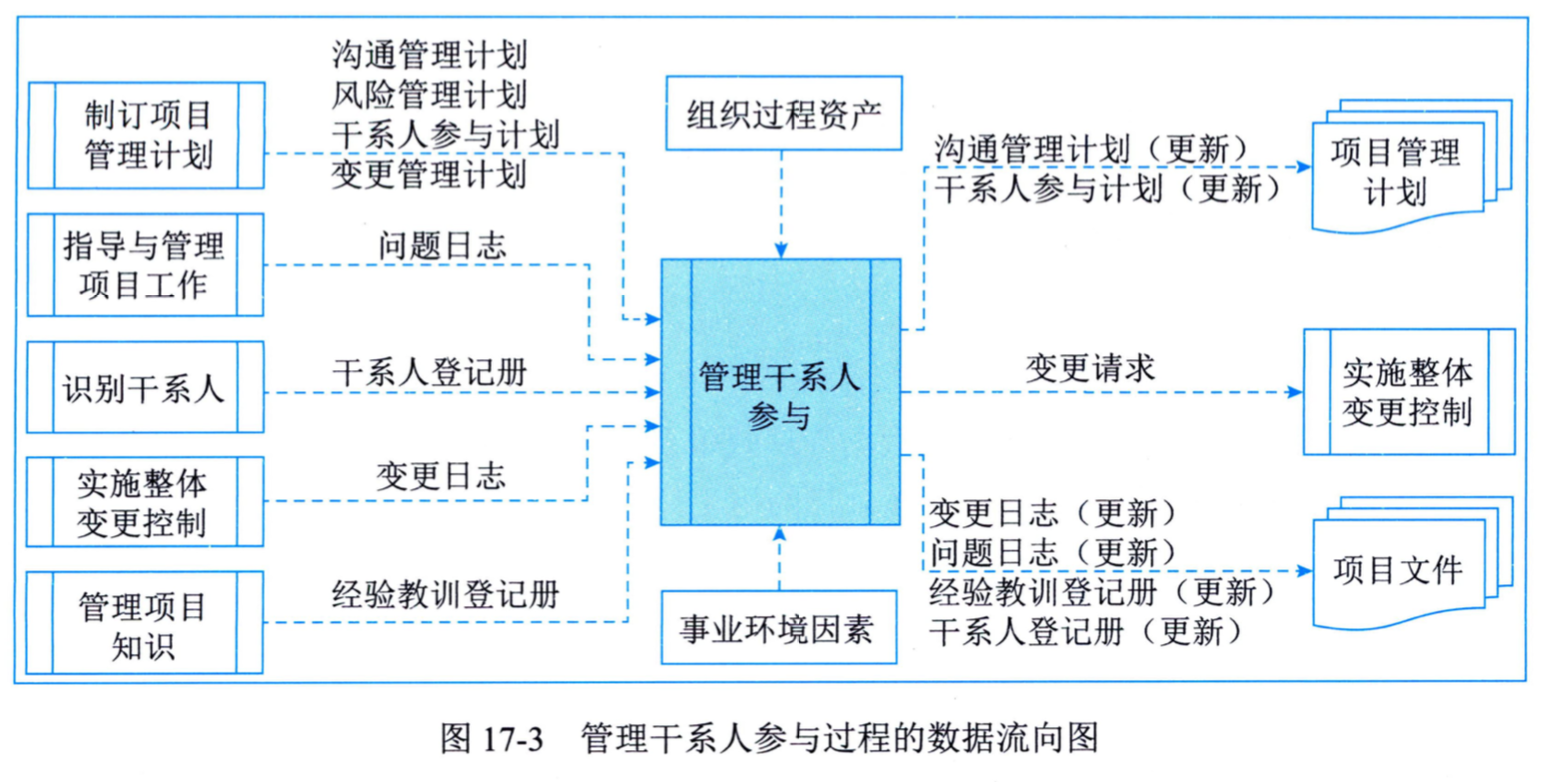 制订项目
管理计划
沟通管理计划
风险管理计划
干系人参与计划
变更管理计划
指导与管理
项目工作
问题日志
识别干系人
干系人登记册
实施整体
变更控制
变更日志
管理项目
知识
经验教训登记册
组织过程资产
管理干系人
参与
事业环境因素
沟通管理计划（更新）
干系人参与计划（更新）
项目管理
计划
变更请求
实施整体
变更控制
变更日志（更新）
问题日志（更新）
经验教训登记册（更新）
干系人登记册（更新）
项目文件
图 17-3 管理干系人参与过程的数据流向图